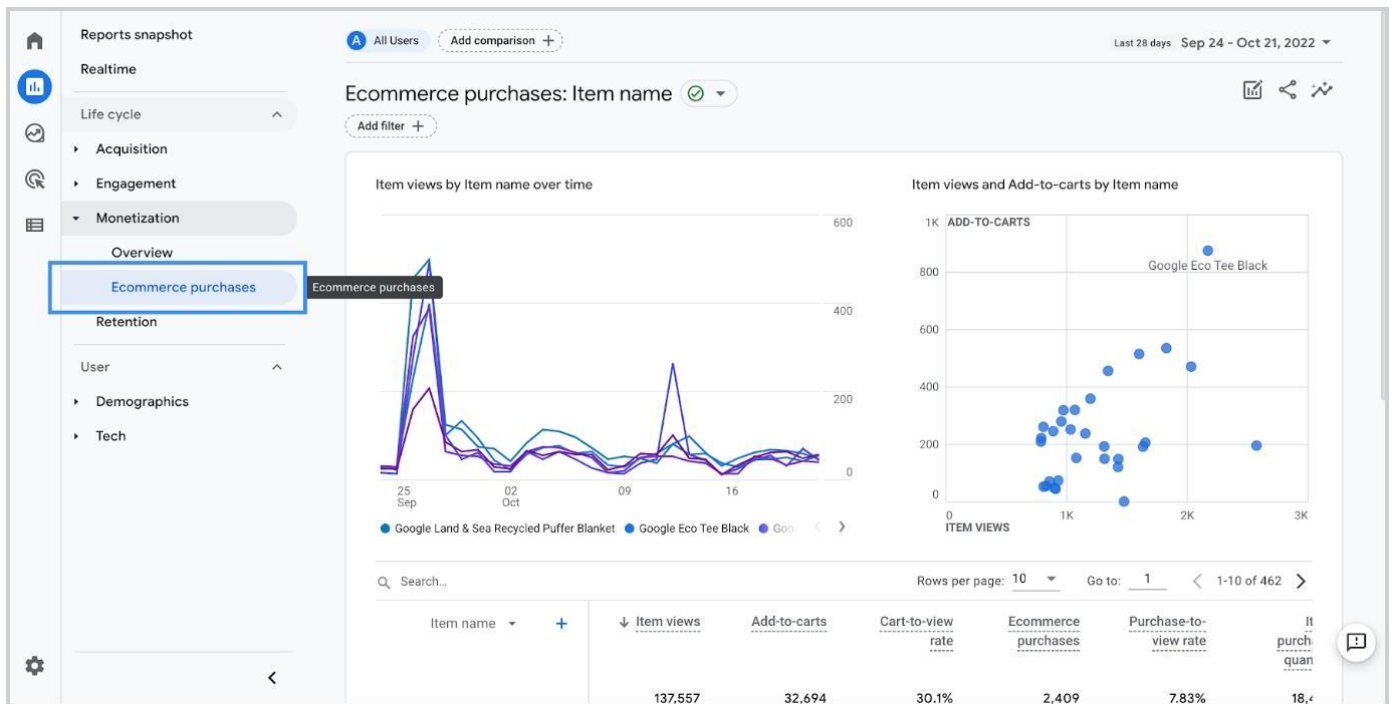 Reports snapshot
Realtime
Life cycle
Acquisition
Engagement
Monetization
Overview
Ecommerce purchases
Retention
User
Demographics
Tech
Ecommerce purchases
A All Users Add comparison +
Last 28 days Sep 24 - Oct 21, 2022
Ecommerce purchases: Item name
Add filter +
Item views by Item name over time
600
400
200
0
25 Sep
02 Oct
09
16
Google Land & Sea Recycled Puffer Blanket Google Eco Tee Black Goo
Item views and Add-to-carts by Item name
1K ADD-TO-CARTS
800
600
400
200
0
Google Eco Tee Black
0 1K 2K 3K
ITEM VIEWS
Search...
Rows per page: 10 Go to: 1 1-10 of 462
Item name + Item views Add-to-carts Cart-to-view rate Ecommerce purchases Purchase-to-view rate
137,557 32,694 30.1% 2,409 7.83%